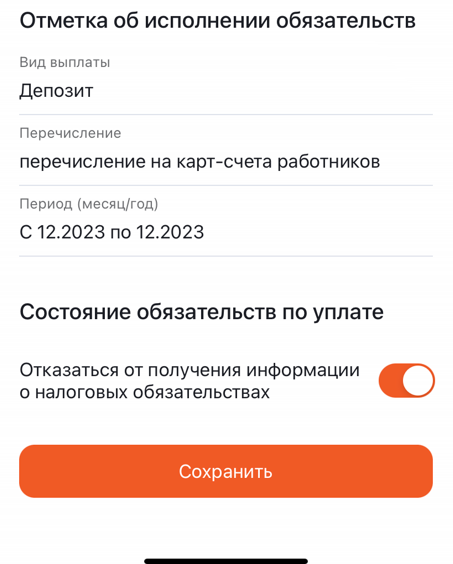 Отметка об исполнении обязательств
Вид выплаты
Депозит
Перечисление
перечисление на карт-счета работников
Период (месяц/год)
С 12.2023 по 12.2023
Состояние обязательств по уплате
Отказаться от получения информации
о налоговых обязательствах
Сохранить